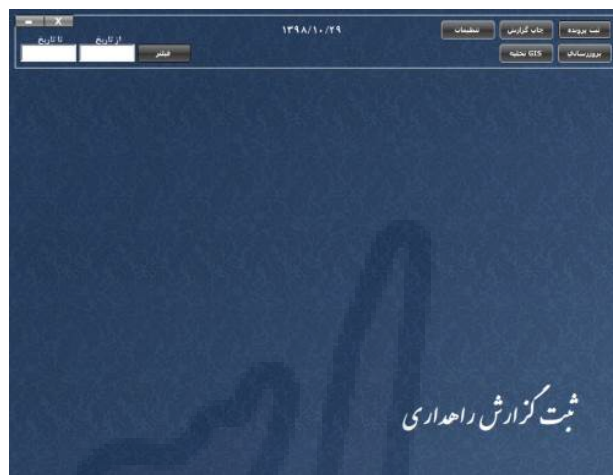 ثبت پرونده چاپ گزارش تنظیمات ۱۳۹۸/۱۰/۲۹ X -
از تاریخ تا تاریخ
بروزرسانی GIS تخلیه فیلتر
ثبت گزارش راهداری